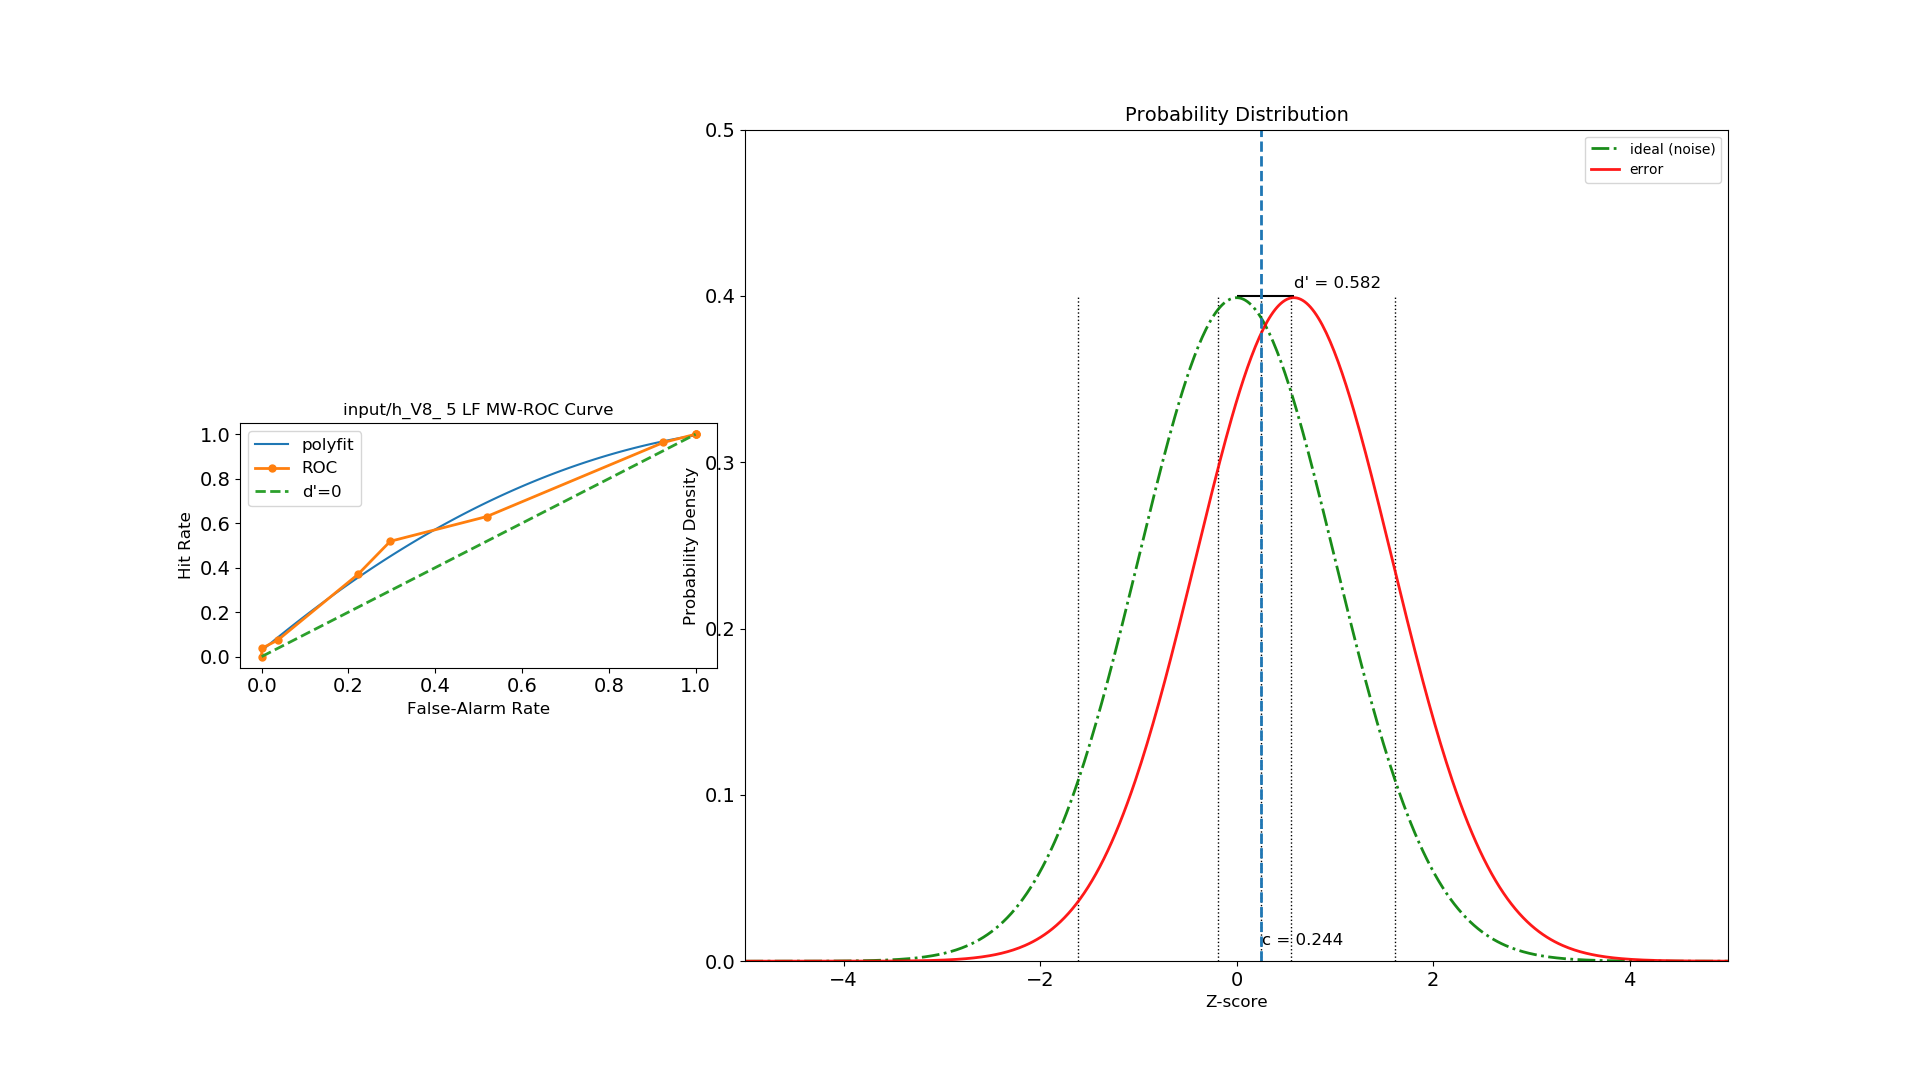 input/h_V8_ 5 LF MW-ROC Curve
polyfit
ROC
d'=0
1.0
0.8
0.6
0.4
0.2
0.0
Hit Rate
0.0 0.2 0.4 0.6 0.8 1.0
False-Alarm Rate
Probability Distribution
ideal (noise)
error
0.5
0.4
0.3
0.2
0.1
0.0
Probability Density
d' = 0.582
c = 0.244
−4 −2 0 2 4
Z-score